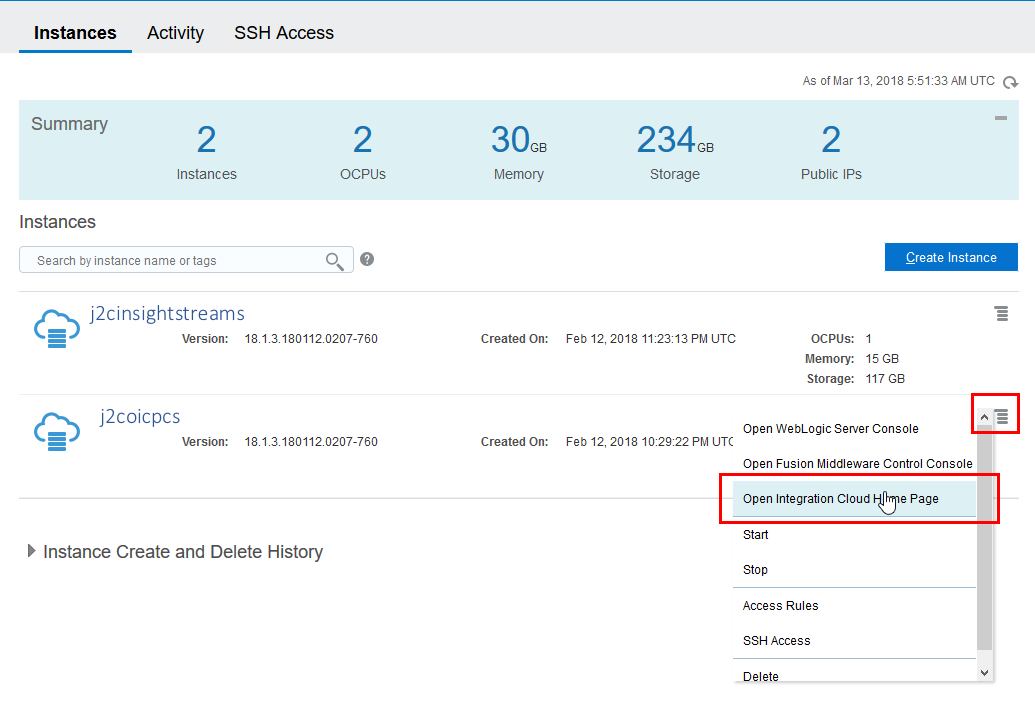 Instances Activity SSH Access
As of Mar 13, 2018 5:51:33 AM UTC
Summary
2 2 30 GB 234 GB 2
Instances OCPUs Memory Storage Public IPs
Instances
Search by instance name or tags ? Create Instance
j2cinsightstreams
Version: 18.1.3.180112.0207-760 Created On: Feb 12, 2018 11:23:13 PM UTC OCPUs: 1
Memory: 15 GB
Storage: 117 GB
j2coicpcs
Version: 18.1.3.180112.0207-760 Created On: Feb 12, 2018 10:29:22 PM UTC
Open WebLogic Server Console
Open Fusion Middleware Control Console
Open Integration Cloud Home Page
Start
Instance Create and Delete History
Stop
Access Rules
SSH Access
Delete